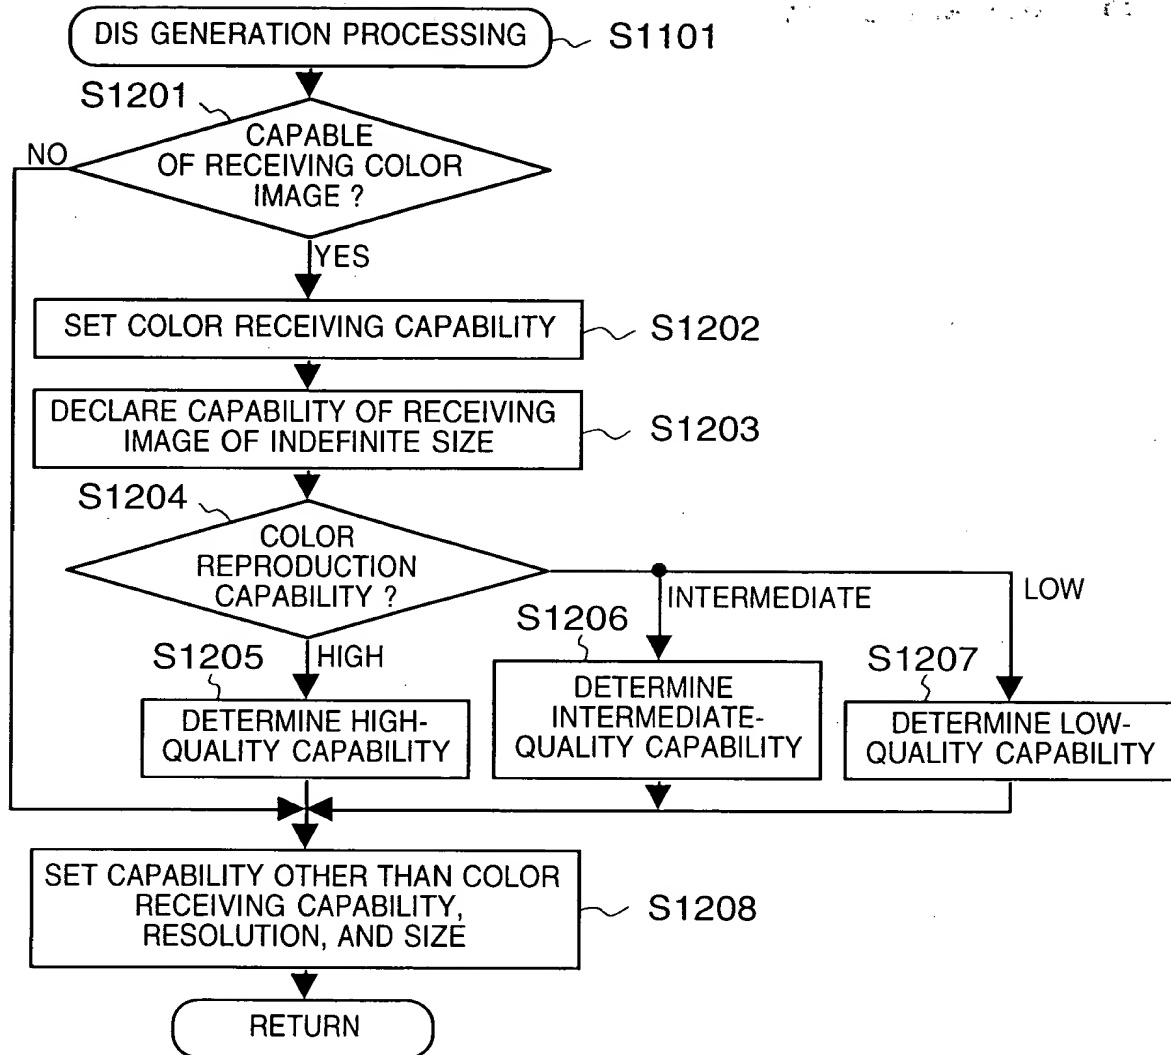 DIS GENERATION PROCESSING
S1101
S1201
CAPABLE
OF RECEIVING COLOR
IMAGE ?
NO
YES
SET COLOR RECEIVING CAPABILITY
S1202
DECLARE CAPABILITY OF RECEIVING
IMAGE OF INDEFINITE SIZE
S1203
S1204
COLOR
REPRODUCTION
CAPABILITY ?
INTERMEDIATE
LOW
HIGH
S1205
DETERMINE HIGH-
QUALITY CAPABILITY
S1206
DETERMINE
INTERMEDIATE-
QUALITY CAPABILITY
S1207
DETERMINE LOW-
QUALITY CAPABILITY
SET CAPABILITY OTHER THAN COLOR
RECEIVING CAPABILITY,
RESOLUTION, AND SIZE
S1208
RETURN